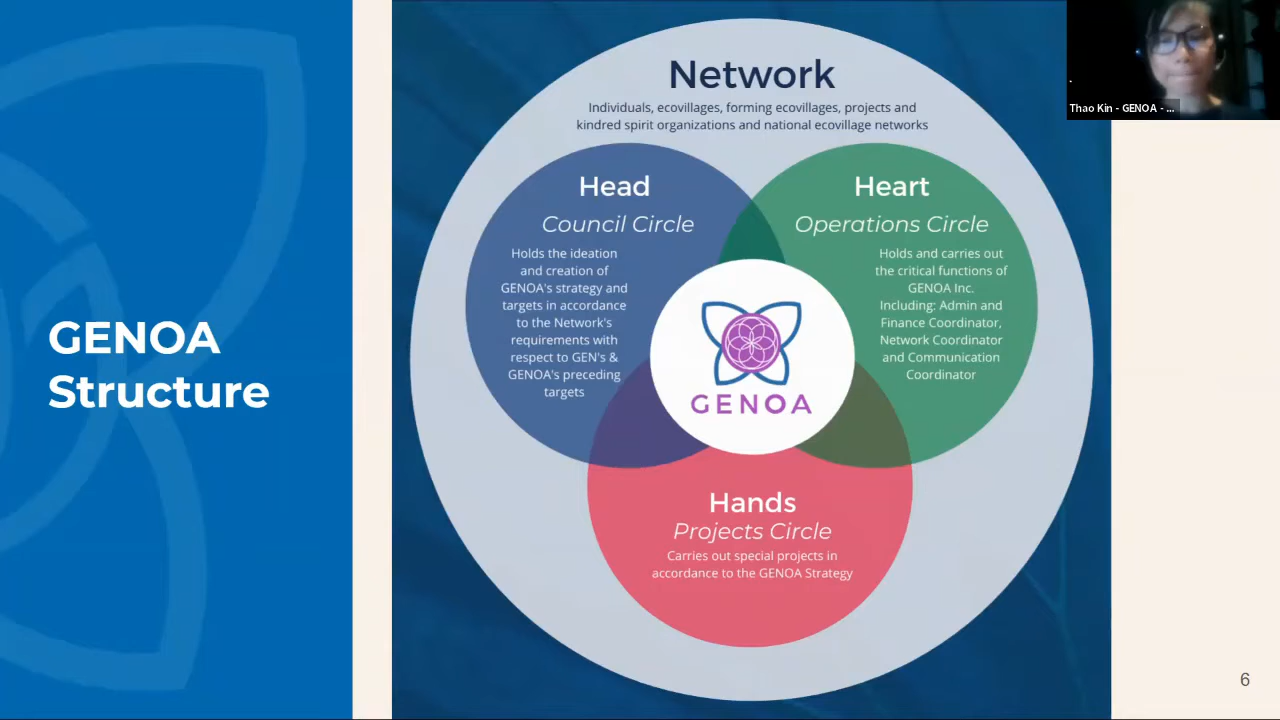 GENOA
Structure
Network
Individuals, ecovillages, forming ecovillages, projects and
kindred spirit organizations and national ecovillage networks
Head
Council Circle
Holds the ideation
and creation of
GENOA's strategy and
targets in accordance
to the Network's
requirements with
respect to GEN's &
GENOA's preceding
targets
Heart
Operations Circle
Holds and carries out
the critical functions of
GENOA Inc.
Including: Admin and
Finance Coordinator,
Network Coordinator
and Communication
Coordinator
GENOA
Hands
Projects Circle
Carries out special projects in
accordance to the GENOA Strategy
Thao Kin - GENOA - ...
6